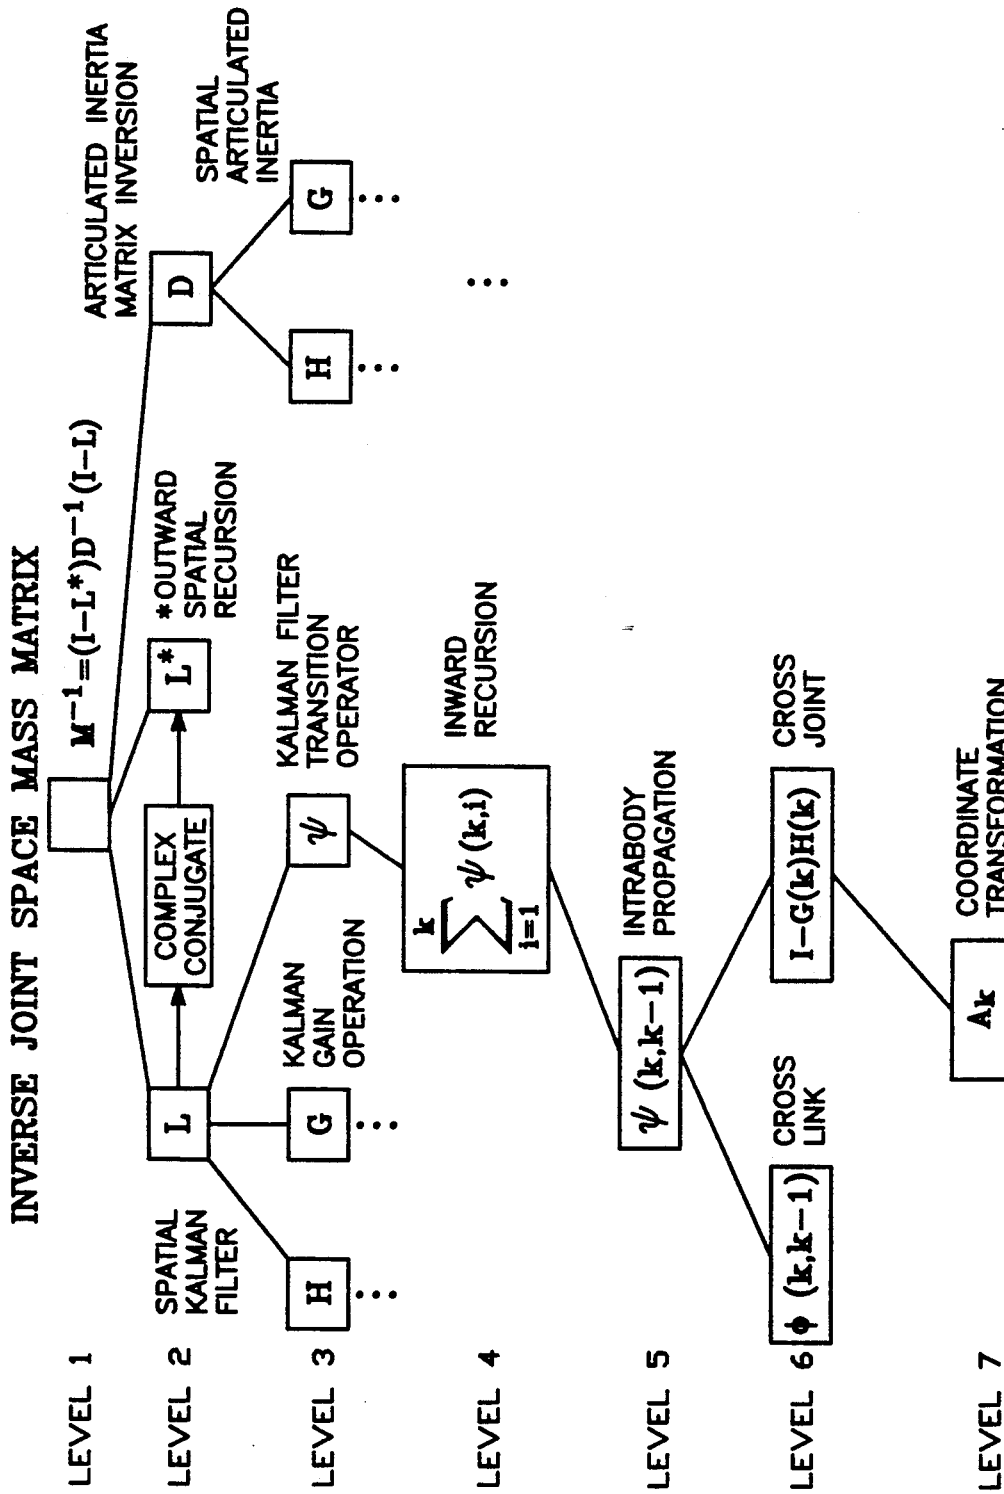 INVERSE JOINT SPACE MASS MATRIX
LEVEL 1
M⁻¹=(I−L*)D⁻¹(I−L)
ARTICULATED INERTIA
MATRIX INVERSION
LEVEL 2
SPATIAL
KALMAN
FILTER
L
COMPLEX
CONJUGATE
L*
*OUTWARD
SPATIAL
RECURSION
D
SPATIAL
ARTICULATED
INERTIA
LEVEL 3
H
...
G
...
KALMAN
GAIN
OPERATION
ψ
KALMAN FILTER
TRANSITION
OPERATOR
H
...
G
...
LEVEL 4
k
∑ ψ (k,i)
i=1
INWARD
RECURSION
...
LEVEL 5
ψ (k,k−1)
INTRABODY
PROPAGATION
LEVEL 6
ϕ (k,k−1)
CROSS
LINK
I−G(k)H(k)
CROSS
JOINT
LEVEL 7
Ak
COORDINATE
TRANSFORMATION